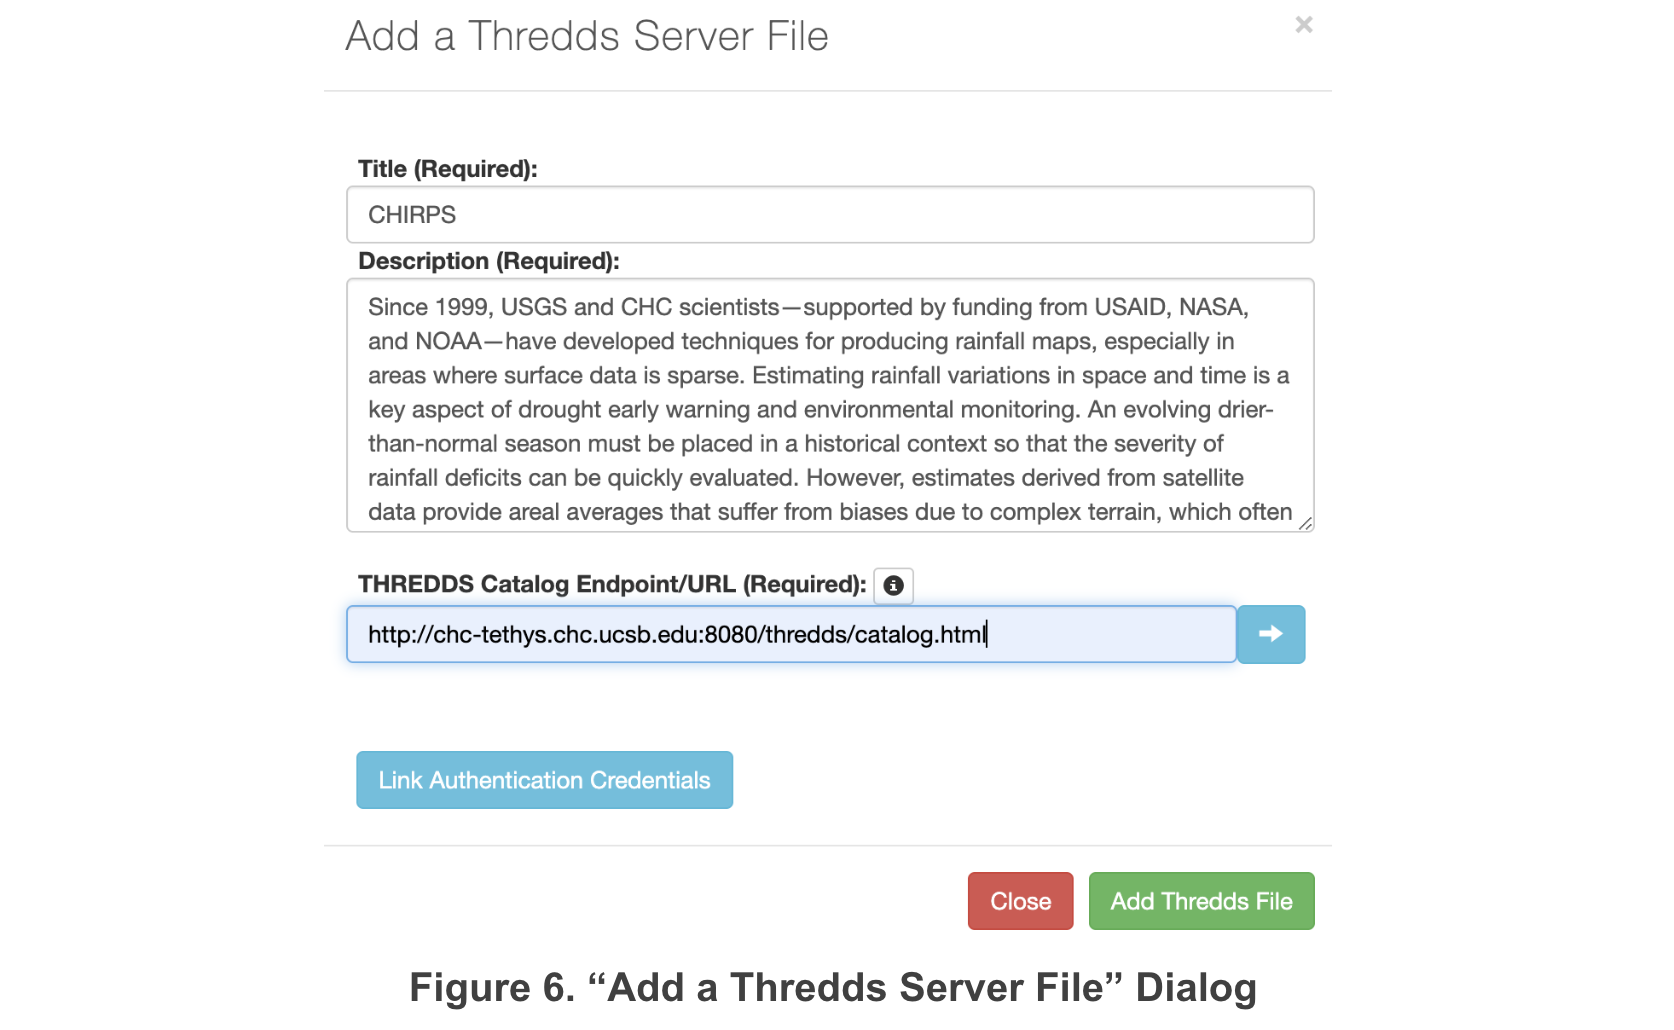 Add a Thredds Server File
×
Title (Required):
CHIRPS
Description (Required):
Since 1999, USGS and CHC scientists—supported by funding from USAID, NASA,
and NOAA—have developed techniques for producing rainfall maps, especially in
areas where surface data is sparse. Estimating rainfall variations in space and time is a
key aspect of drought early warning and environmental monitoring. An evolving drier-
than-normal season must be placed in a historical context so that the severity of
rainfall deficits can be quickly evaluated. However, estimates derived from satellite
data provide areal averages that suffer from biases due to complex terrain, which often
THREDDS Catalog Endpoint/URL (Required):
http://chc-tethys.chc.ucsb.edu:8080/thredds/catalog.html
Link Authentication Credentials
Close Add Thredds File
Figure 6. “Add a Thredds Server File” Dialog